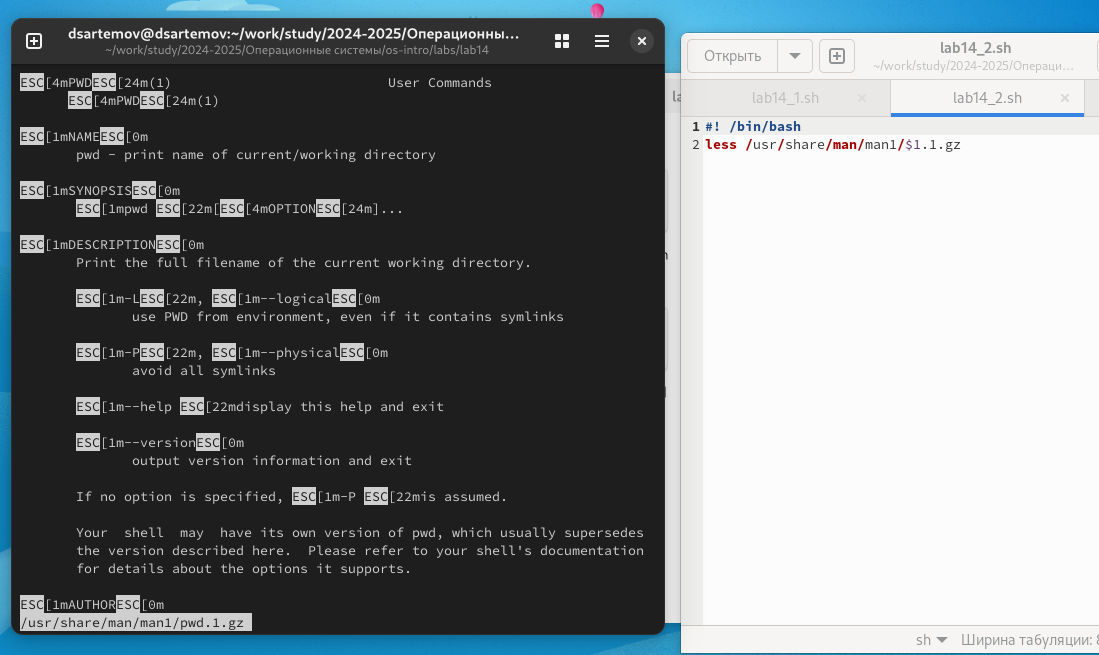 dsartemov@dsartemov:~/work/study/2024-2025/Операционны...
~/work/study/2024-2025/Операционные системы/os-intro/labs/lab14
ESC[4mPWDESC[24m(1) User Commands
ESC[4mPWDESC[24m(1)
ESC[1mNAMEESC[0m
pwd - print name of current/working directory
ESC[1mSYNOPSISESC[0m
ESC[1mpwd ESC[22m[ESC[4mOPTIONESC[24m]...
ESC[1mDESCRIPTIONESC[0m
Print the full filename of the current working directory.
ESC[1m-LESC[22m, ESC[1m--logicalESC[0m
use PWD from environment, even if it contains symlinks
ESC[1m-PESC[22m, ESC[1m--physicalESC[0m
avoid all symlinks
ESC[1m--help ESC[22mdisplay this help and exit
ESC[1m--versionESC[0m
output version information and exit
If no option is specified, ESC[1m-P ESC[22mis assumed.
Your shell may have its own version of pwd, which usually supersedes
the version described here. Please refer to your shell's documentation
for details about the options it supports.
ESC[1mAUTHORESC[0m
/usr/share/man/man1/pwd.1.gz
Открыть
lab14_2.sh
~/work/study/2024-2025/Операци...
la
lab14_1.sh
lab14_2.sh
1 #! /bin/bash
2 less /usr/share/man/man1/$1.1.gz
sh
Ширина табуляции: 8